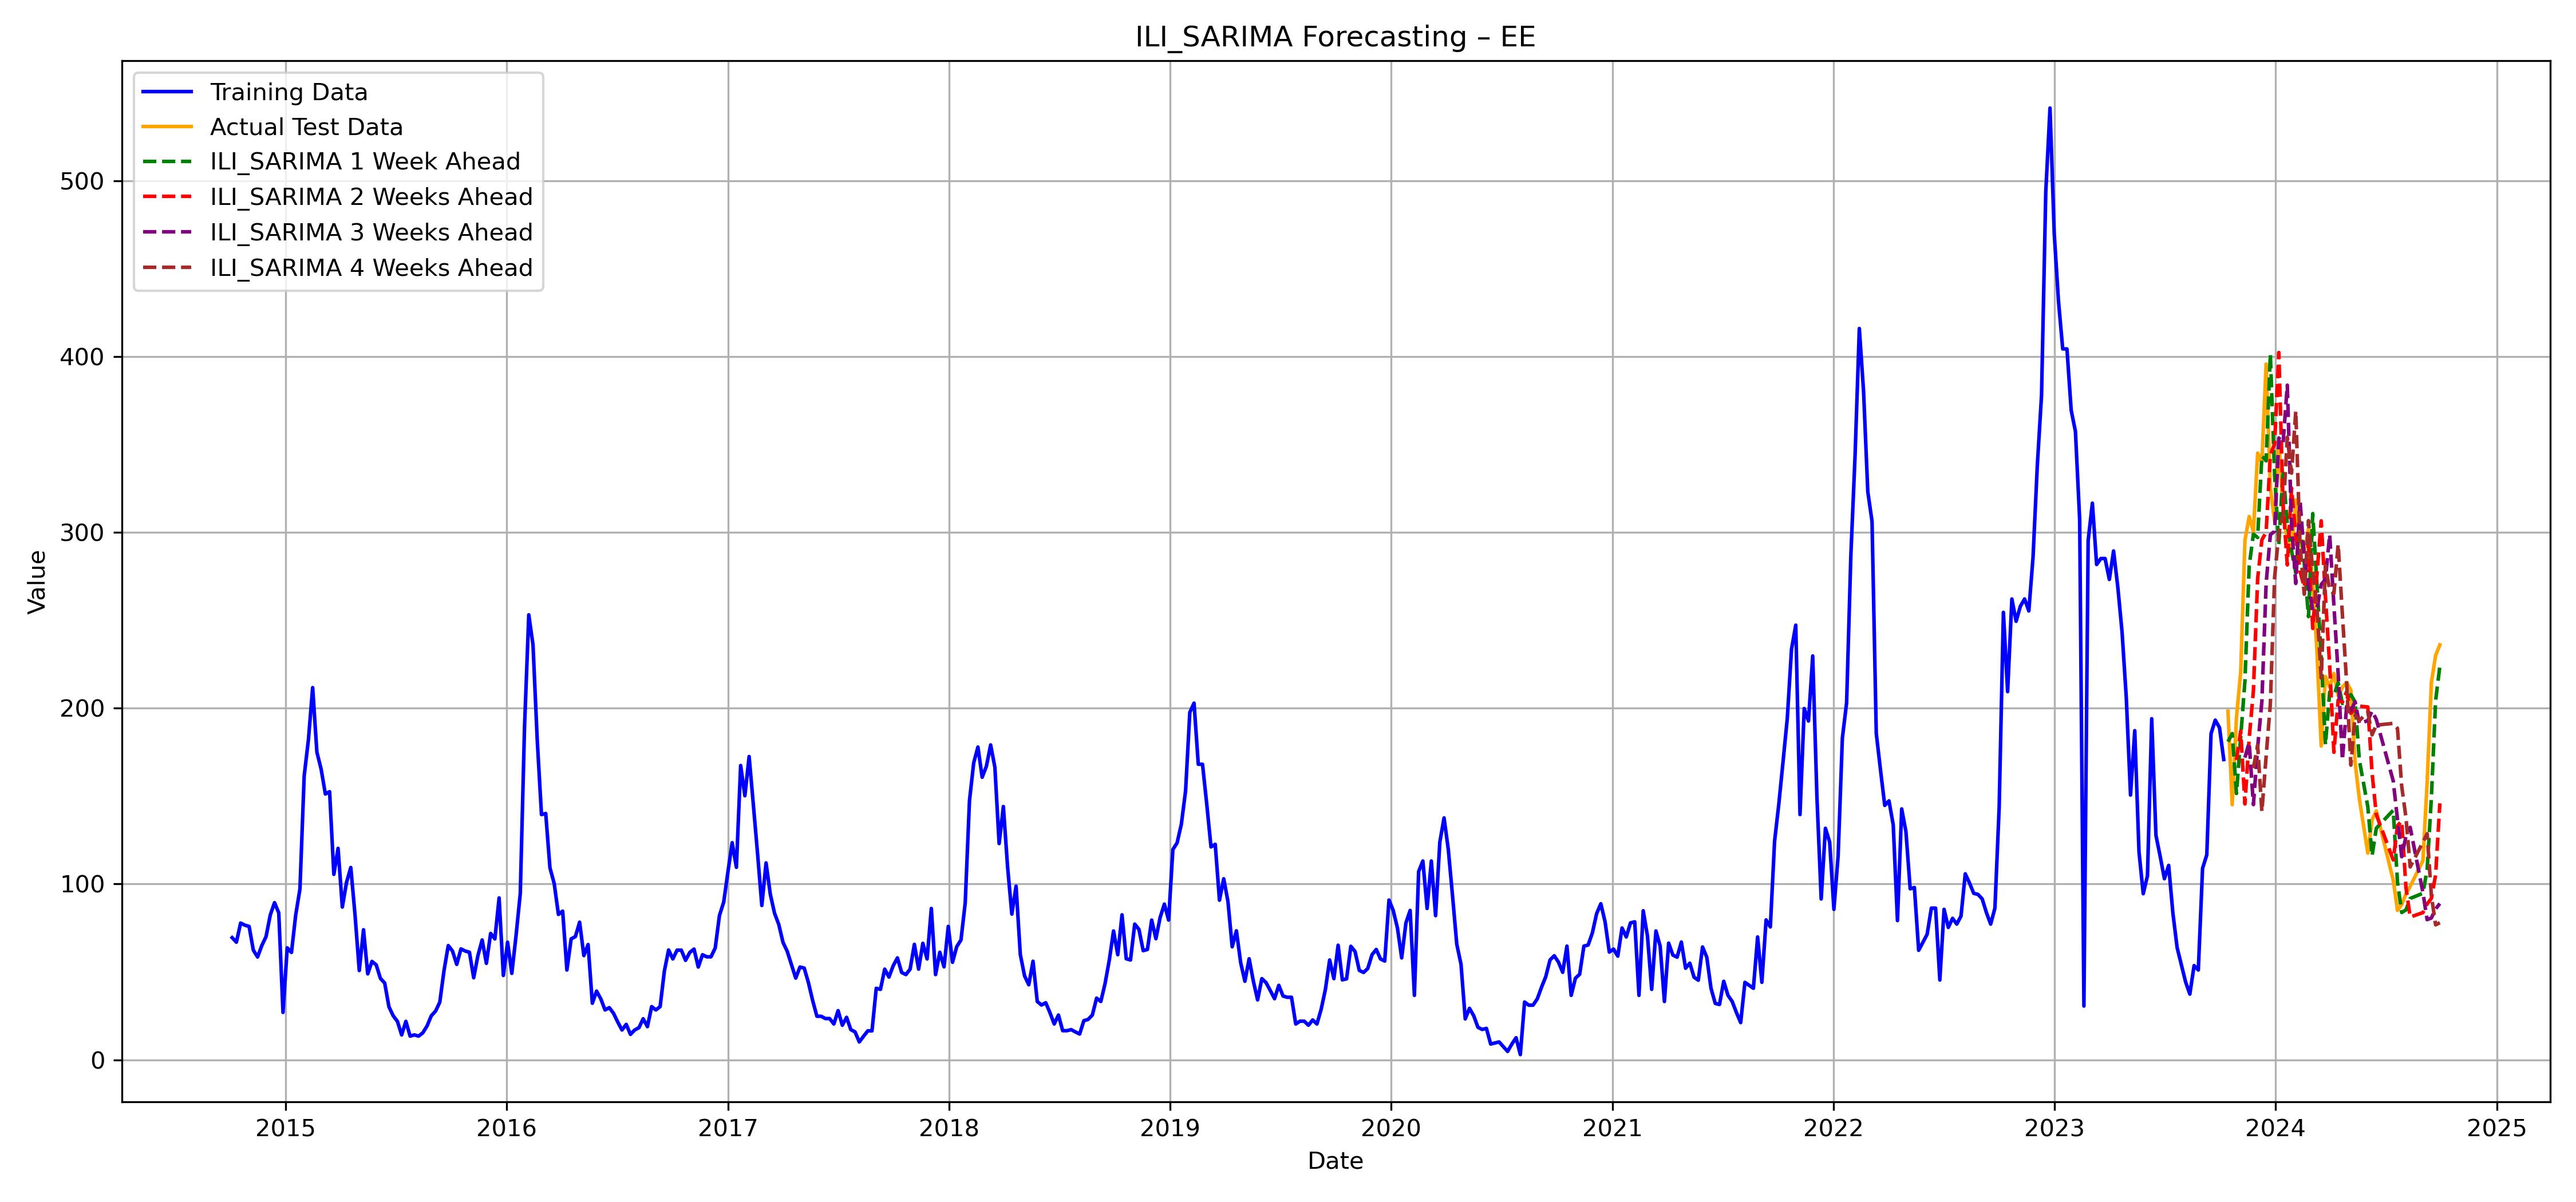 ILI_SARIMA Forecasting – EE
Training Data
Actual Test Data
ILI_SARIMA 1 Week Ahead
ILI_SARIMA 2 Weeks Ahead
ILI_SARIMA 3 Weeks Ahead
ILI_SARIMA 4 Weeks Ahead
Value
500
400
300
200
100
0
2015 2016 2017 2018 2019 2020 2021 2022 2023 2024 2025
Date